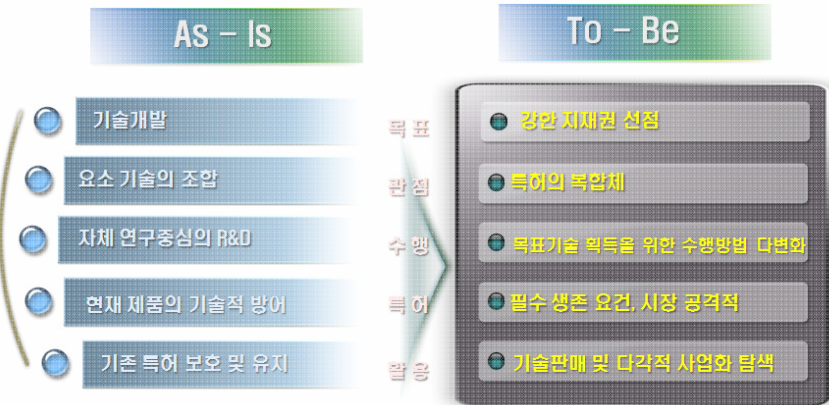 As – Is
To – Be
기술개발
목표
강한 지재권 선점
요소 기술의 조합
관점
특허의 복합체
자체 연구중심의 R&D
수행
목표기술 획득을 위한 수행방법 다변화
현재 제품의 기술적 방어
특허
필수 생존 요건, 시장 공격적
기존 특허 보호 및 유지
활용
기술판매 및 다각적 사업화 탐색